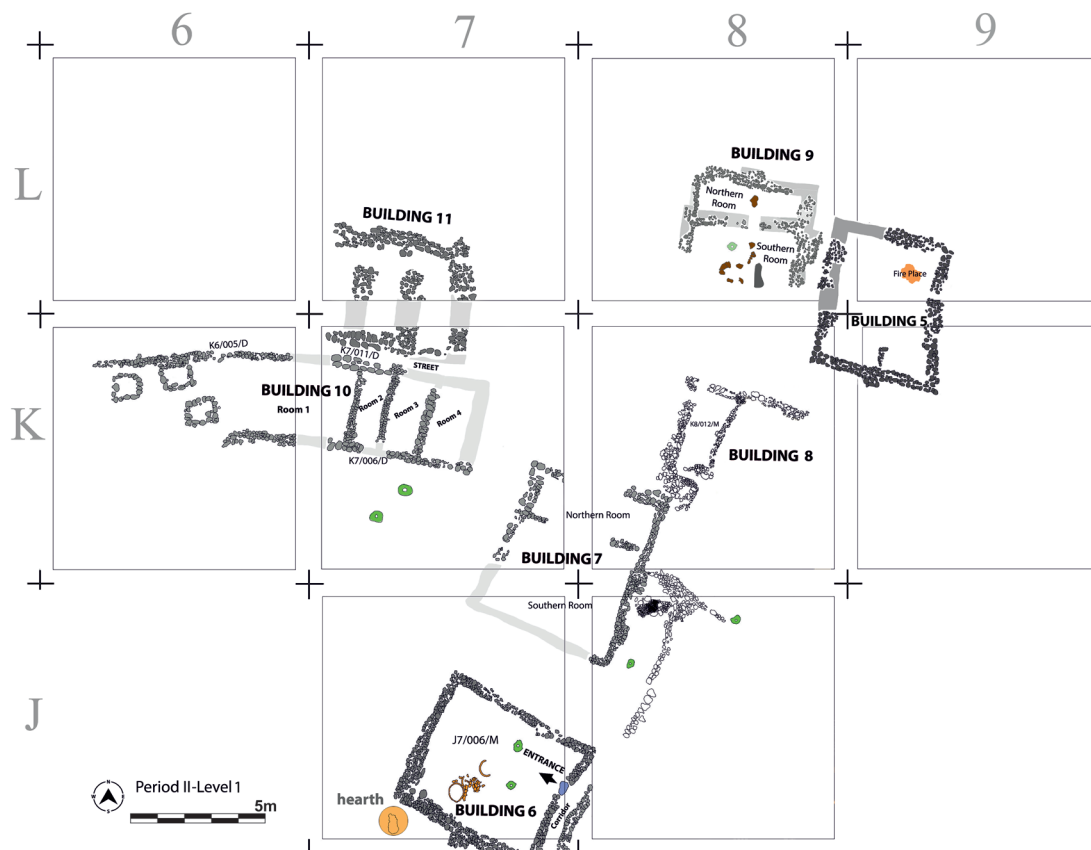 6
7
8
9
L
BUILDING 9
Northern
Room
Southern
Room
BUILDING 11
Fire Place
BUILDING 5
K6/005/D
K7/011/D
STREET
K
BUILDING 10
Room 1
Room 2
Room 3
Room 4
K7/006/D
K8/012/M
BUILDING 8
Northern Room
BUILDING 7
Southern Room
J
J7/006/M
ENTRANCE
BUILDING 6
Corridor
hearth
N
W
E
S
Period II-Level 1
5m